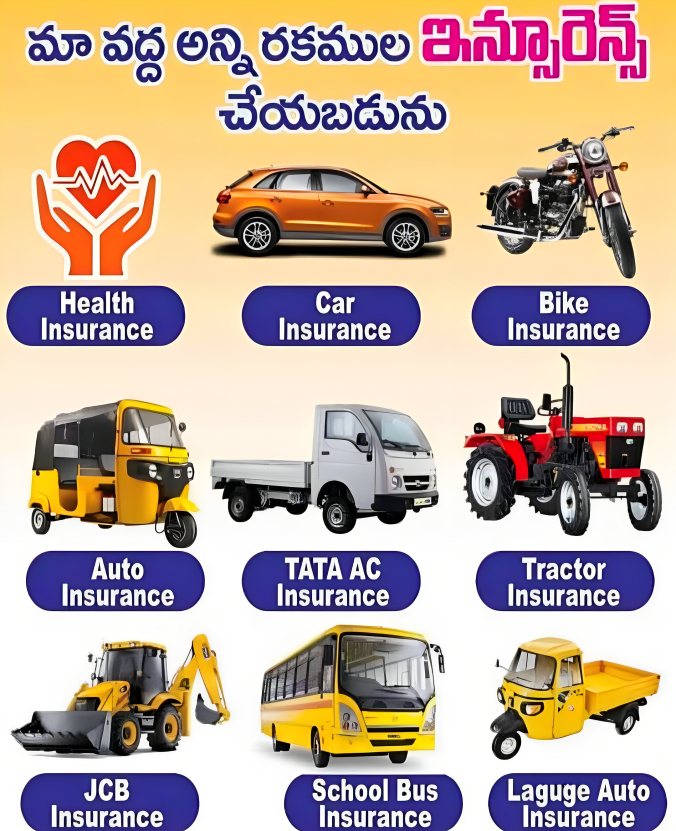 మా వద్ద అన్ని రకముల ఇన్సూరెన్స్
చేయబడును
Health
Insurance
Car
Insurance
Bike
Insurance
Auto
Insurance
TATA AC
Insurance
Tractor
Insurance
JCB
Insurance
School Bus
Insurance
Laguge Auto
Insurance